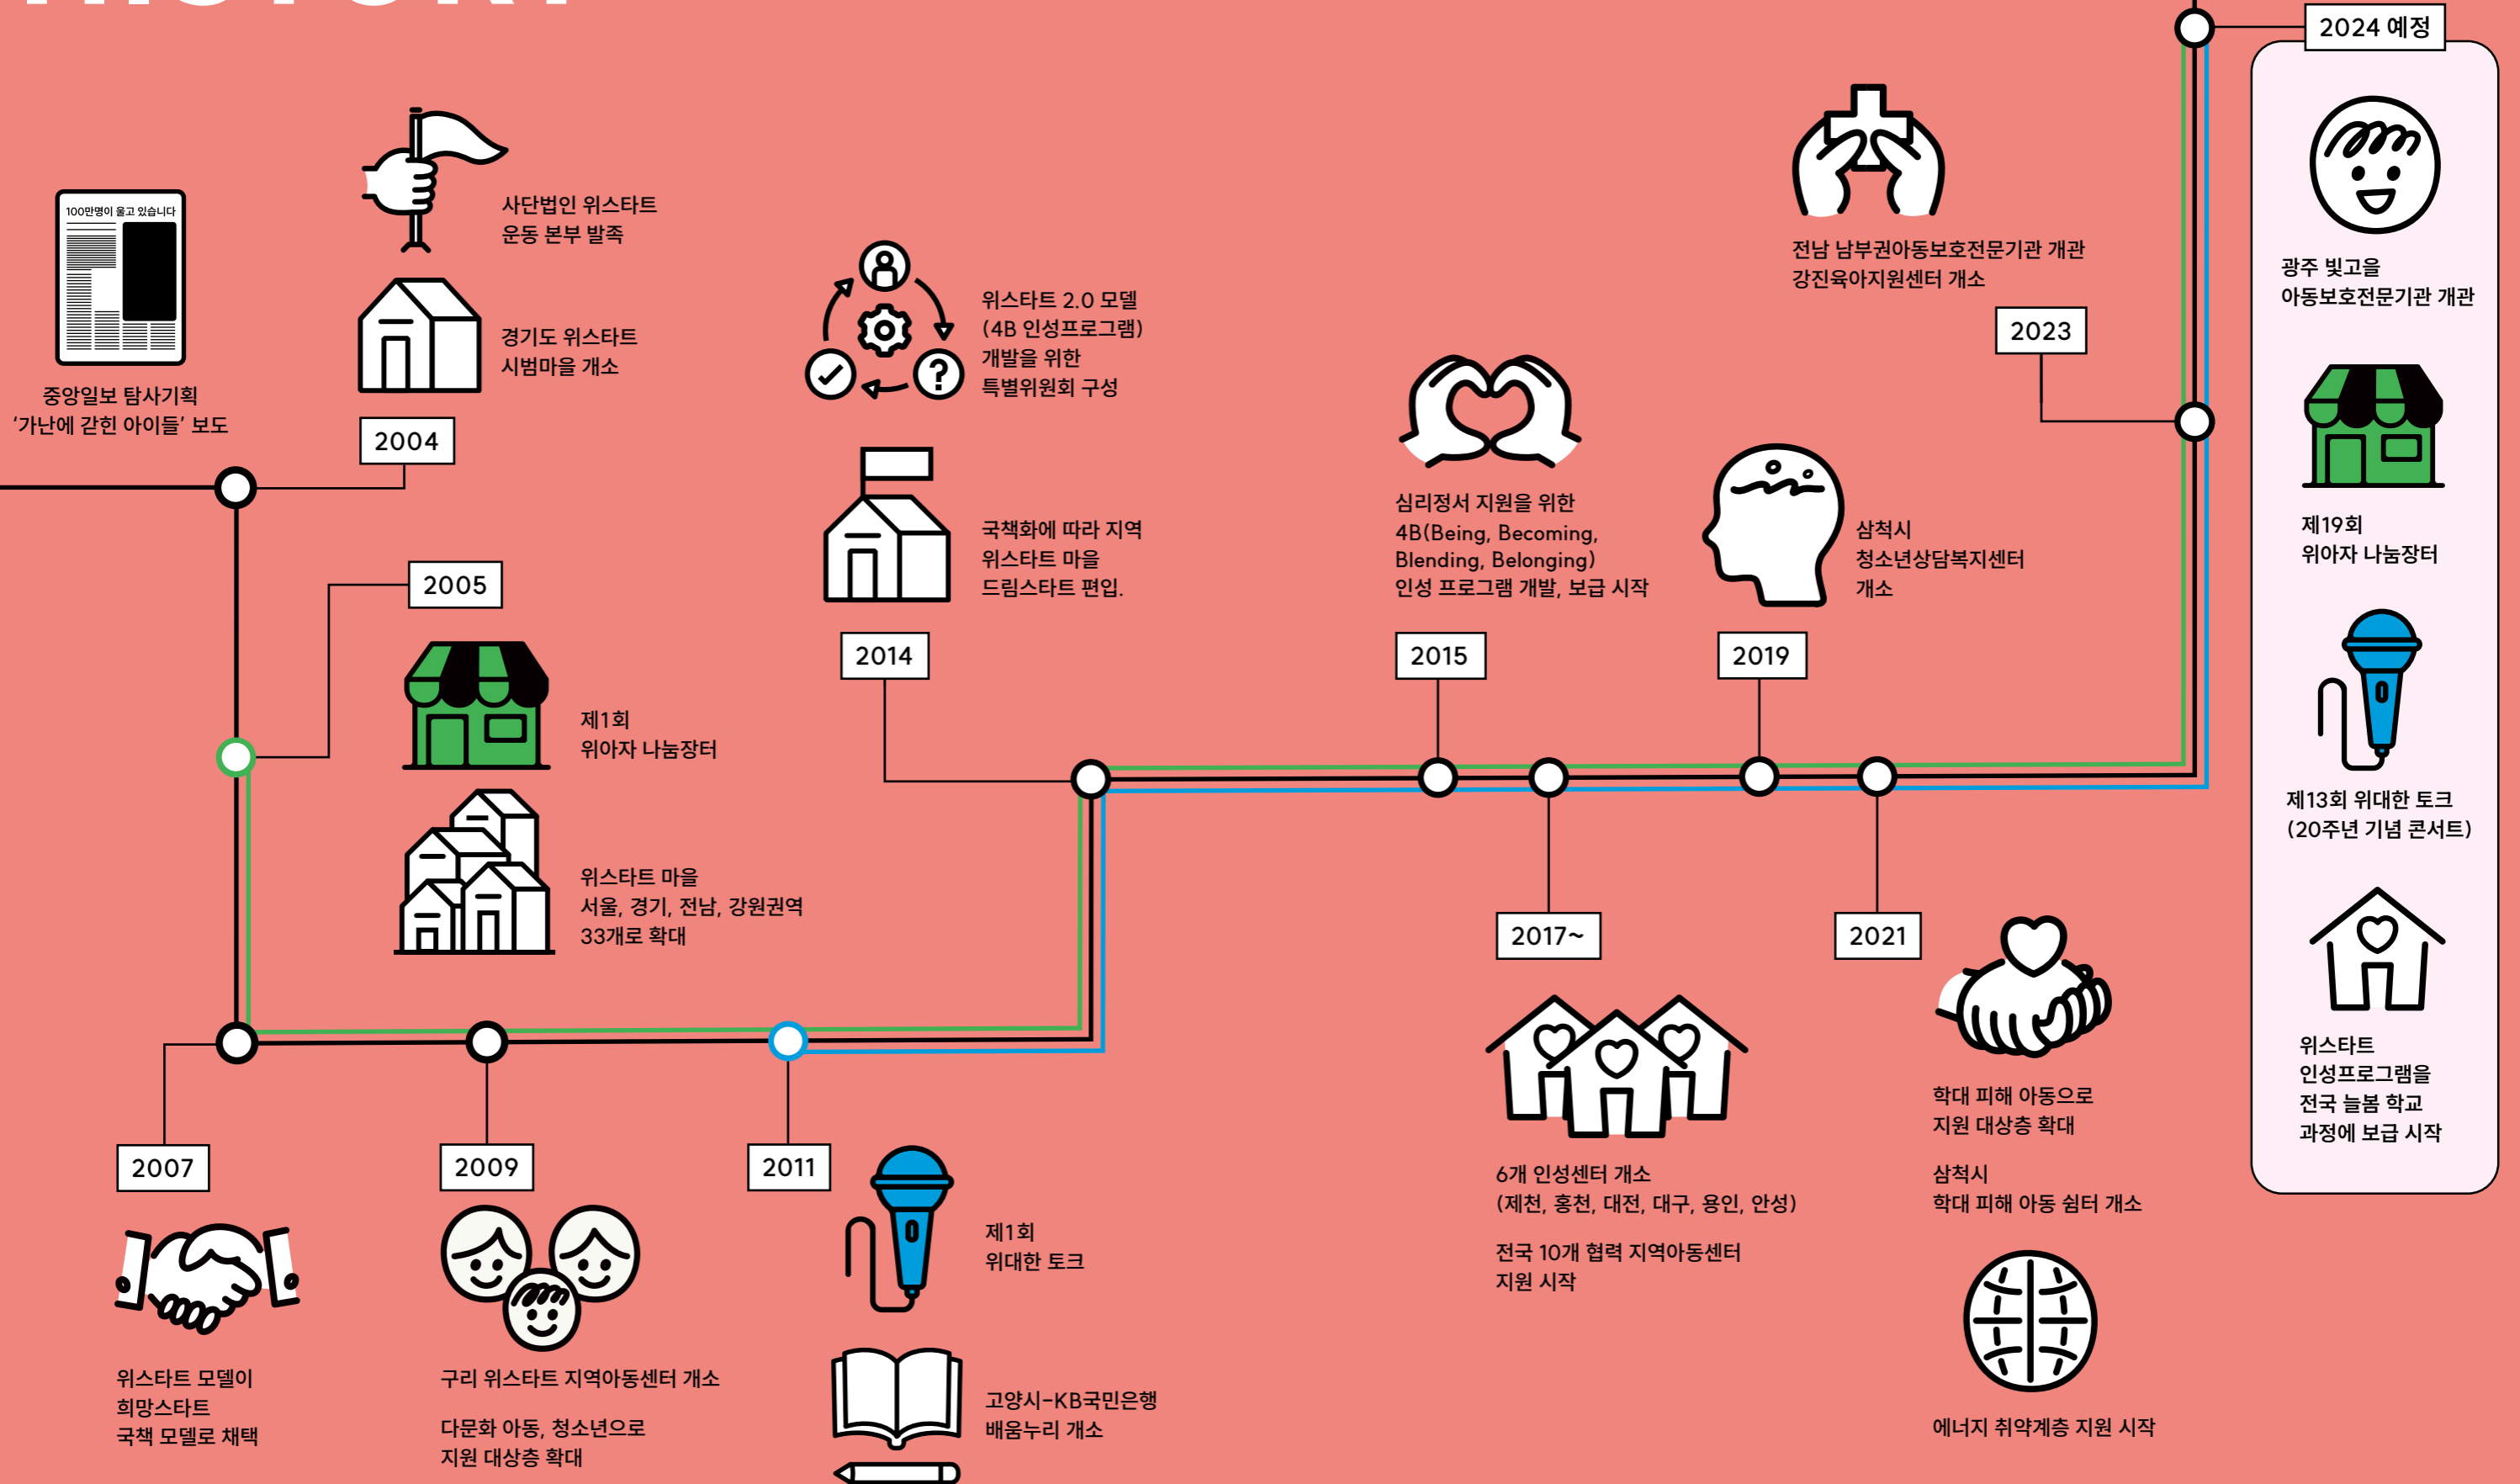 HISTORY
100만명이 울고 있습니다
중앙일보 탐사기획
‘가난에 갇힌 아이들’ 보도
사단법인 위스타트
운동 본부 발족
경기도 위스타트
시범마을 개소
2004
2005
제1회
위아자 나눔장터
위스타트 마을
서울, 경기, 전남, 강원권역
33개로 확대
2007
위스타트 모델이
희망스타트
국책 모델로 채택
2009
구리 위스타트 지역아동센터 개소
다문화 아동, 청소년으로
지원 대상층 확대
2011
제1회
위대한 토크
고양시-KB국민은행
배움누리 개소
위스타트 2.0 모델
(4B 인성프로그램)
개발을 위한
특별위원회 구성
국책화에 따라 지역
위스타트 마을
드림스타트 편입.
2014
심리정서 지원을 위한
4B(Being, Becoming,
Blending, Belonging)
인성 프로그램 개발, 보급 시작
2015
2017~
6개 인성센터 개소
(제천, 홍천, 대전, 대구, 용인, 안성)
전국 10개 협력 지역아동센터
지원 시작
삼척시
청소년상담복지센터
개소
2019
2021
학대 피해 아동으로
지원 대상층 확대
삼척시
학대 피해 아동 쉼터 개소
에너지 취약계층 지원 시작
전남 남부권아동보호전문기관 개관
강진육아지원센터 개소
2023
2024 예정
광주 빛고을
아동보호전문기관 개관
제19회
위아자 나눔장터
제13회 위대한 토크
(20주년 기념 콘서트)
위스타트
인성프로그램을
전국 늘봄 학교
과정에 보급 시작